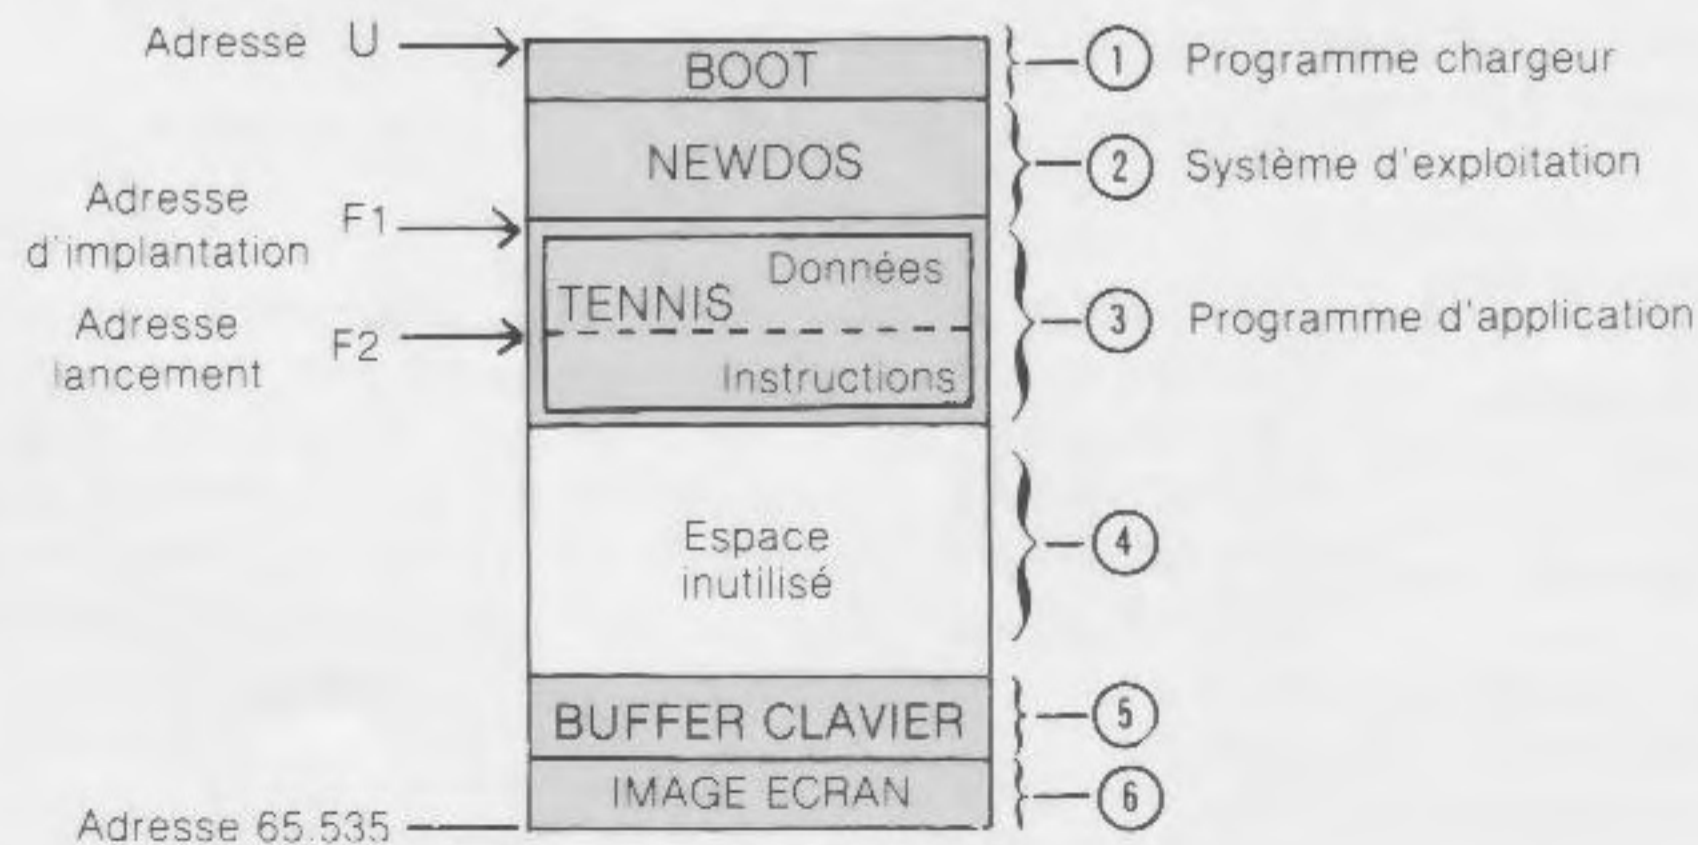 Adresse U
BOOT
1 Programme chargeur
NEWDOS
2 Système d'exploitation
Adresse
d'implantation
F1
Données
TENNIS
3 Programme d'application
Adresse
lancement
F2
Instructions
Espace
inutilisé
4
BUFFER CLAVIER
5
IMAGE ECRAN
6
Adresse 65.535